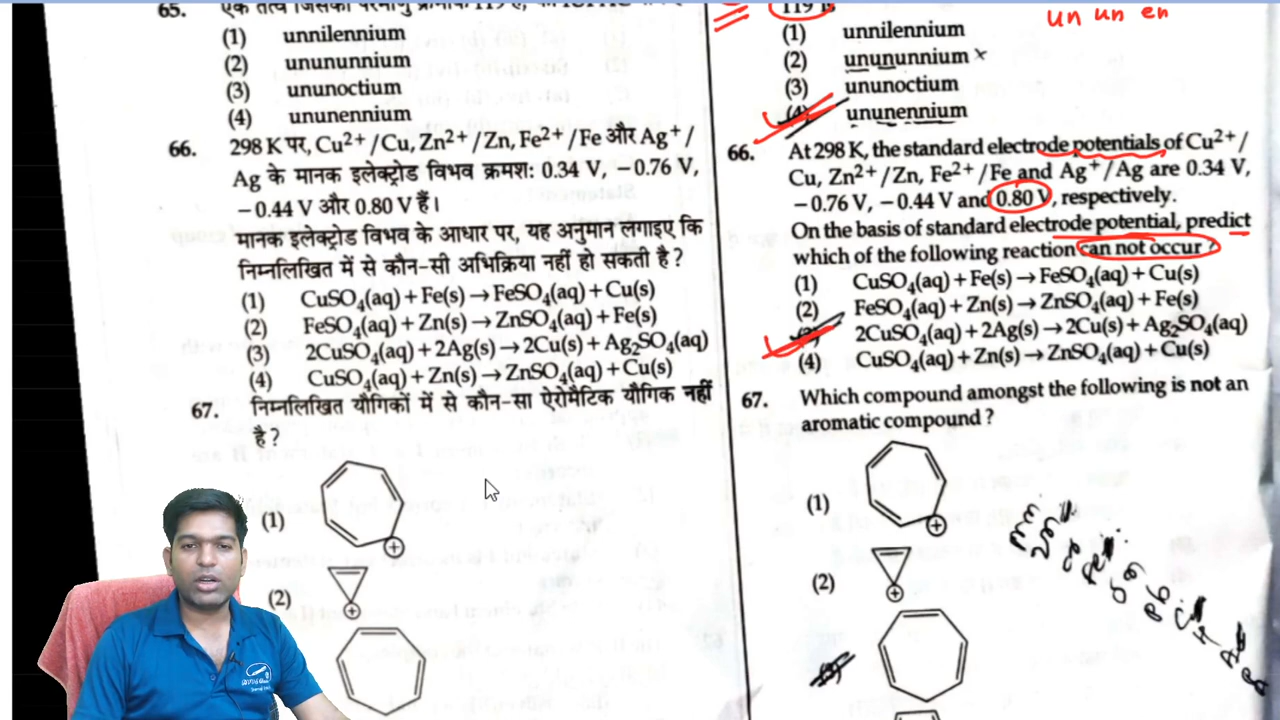 65.
(1) unnilennium
(2) unununnium
(3) ununoctium
(4) ununennium
66. 298 K पर, Cu²⁺/Cu, Zn²⁺/Zn, Fe²⁺/Fe और Ag⁺/
Ag के मानक इलेक्ट्रोड विभव क्रमश: 0.34 V, −0.76 V,
−0.44 V और 0.80 V हैं।
मानक इलेक्ट्रोड विभव के आधार पर, यह अनुमान लगाइए कि
निम्नलिखित में से कौन-सी अभिक्रिया नहीं हो सकती है ?
(1) CuSO₄(aq) + Fe(s) → FeSO₄(aq) + Cu(s)
(2) FeSO₄(aq) + Zn(s) → ZnSO₄(aq) + Fe(s)
(3) 2CuSO₄(aq) + 2Ag(s) → 2Cu(s) + Ag₂SO₄(aq)
(4) CuSO₄(aq) + Zn(s) → ZnSO₄(aq) + Cu(s)
67. निम्नलिखित यौगिकों में से कौन-सा ऐरोमैटिक यौगिक नहीं
है ?
(1)
(2)
119
un un en
(1) unnilennium
(2) unununnium ×
(3) ununoctium
(4) ununennium
66. At 298 K, the standard electrode potentials of Cu²⁺/
Cu, Zn²⁺/Zn, Fe²⁺/Fe and Ag⁺/Ag are 0.34 V,
−0.76 V, −0.44 V and 0.80 V, respectively.
On the basis of standard electrode potential, predict
which of the following reaction can not occur ?
(1) CuSO₄(aq) + Fe(s) → FeSO₄(aq) + Cu(s)
(2) FeSO₄(aq) + Zn(s) → ZnSO₄(aq) + Fe(s)
2CuSO₄(aq) + 2Ag(s) → 2Cu(s) + Ag₂SO₄(aq)
(4) CuSO₄(aq) + Zn(s) → ZnSO₄(aq) + Cu(s)
67. Which compound amongst the following is not an
aromatic compound ?
(1)
(2)